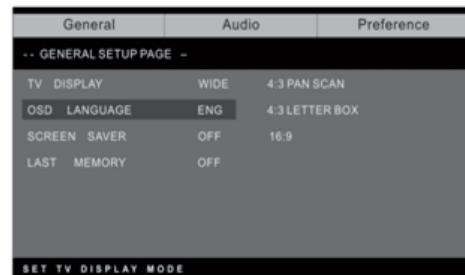 General Audio Preference
-- GENERAL SETUP PAGE –
TV DISPLAY WIDE 4:3 PAN SCAN
OSD LANGUAGE ENG 4:3 LETTER BOX
SCREEN SAVER OFF 16:9
LAST MEMORY OFF
SET TV DISPLAY MODE